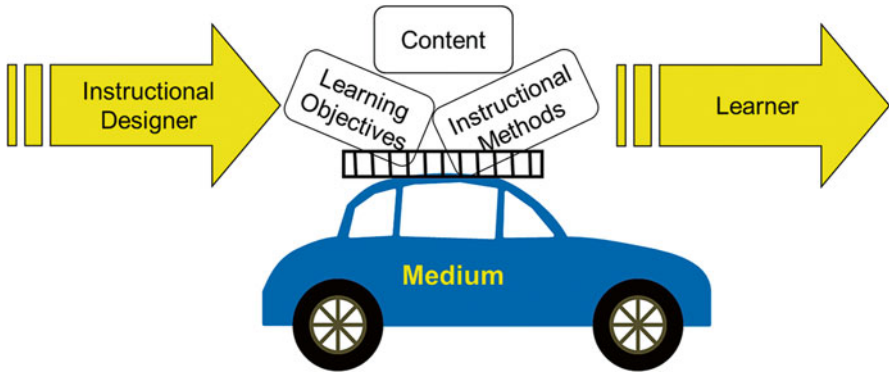 Instructional
Designer
Content
Learning
Objectives
Instructional
Methods
Learner
Medium